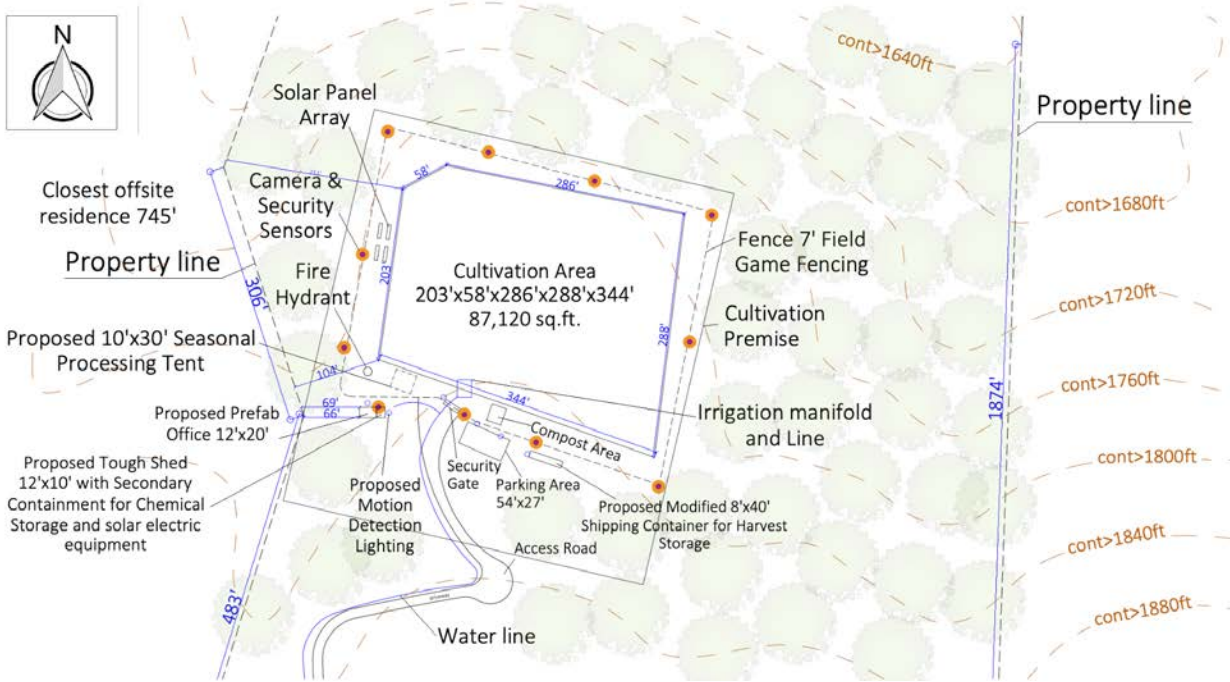 N
cont>1640ft
Solar Panel
Array
Property line
58'
286'
Closest offsite
residence 745'
Camera &
Security
Sensors
cont>1680ft
Property line
Fire
Hydrant
203'
Cultivation Area
203'x58'x286'x288'x344'
87,120 sq.ft.
Fence 7' Field
Game Fencing
306'
cont>1720ft
Cultivation
Premise
288'
Proposed 10'x30' Seasonal
Processing Tent
104'
cont>1760ft
1874'
344'
69'
66'
Proposed Prefab
Office 12'x20'
Irrigation manifold
and Line
Compost Area
Proposed Tough Shed
12'x10' with Secondary
Containment for Chemical
Storage and solar electric
equipment
Proposed
Motion
Detection
Lighting
Security
Gate
Parking Area
54'x27'
Proposed Modified 8'x40'
Shipping Container for Harvest
Storage
cont>1800ft
Access Road
cont>1840ft
483'
cont>1880ft
Water line